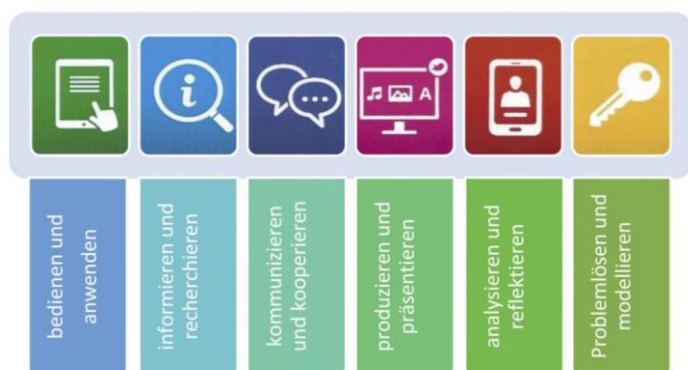 i
A
bedienen und
anwenden
informieren und
recherchieren
kommunizieren
und kooperieren
produzieren und
präsentieren
analysieren und
reflektieren
Problemlösen und
modellieren